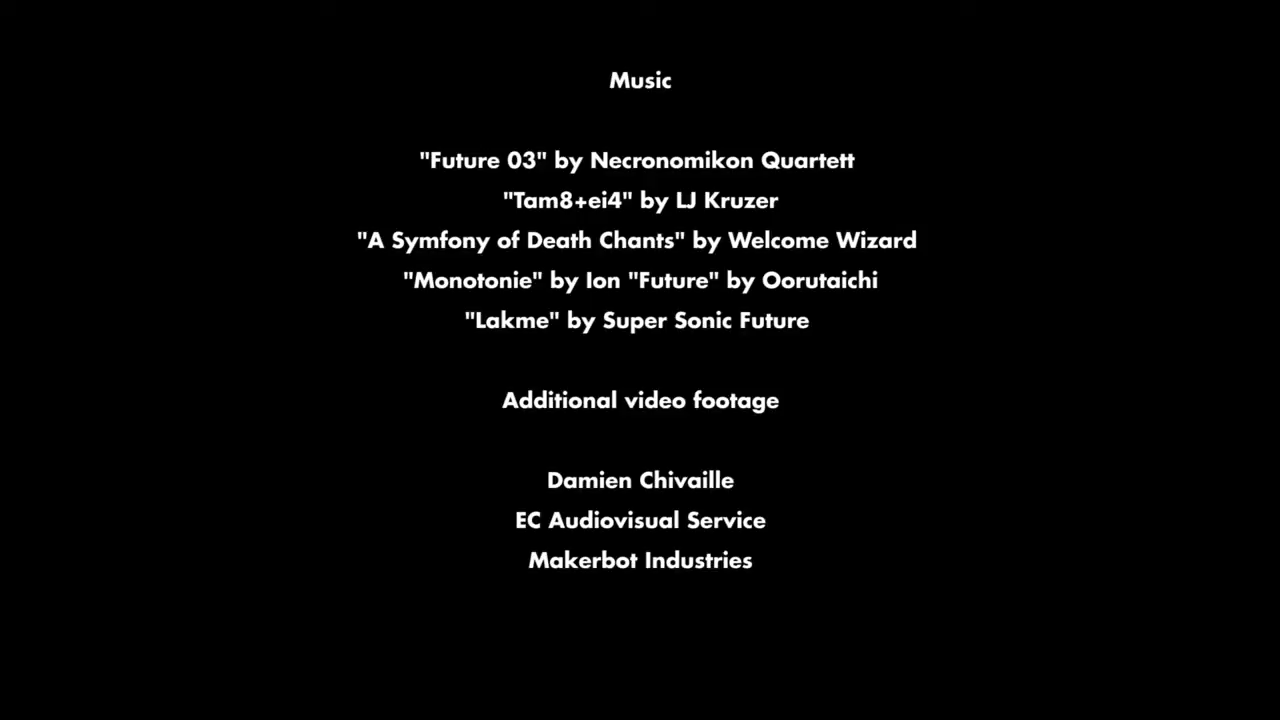 Music
"Future 03" by Necronomikon Quartett
"Tam8+ei4" by LJ Kruzer
"A Symfony of Death Chants" by Welcome Wizard
"Monotonie" by Ion "Future" by Oorutaichi
"Lakme" by Super Sonic Future
Additional video footage
Damien Chivaille
EC Audiovisual Service
Makerbot Industries